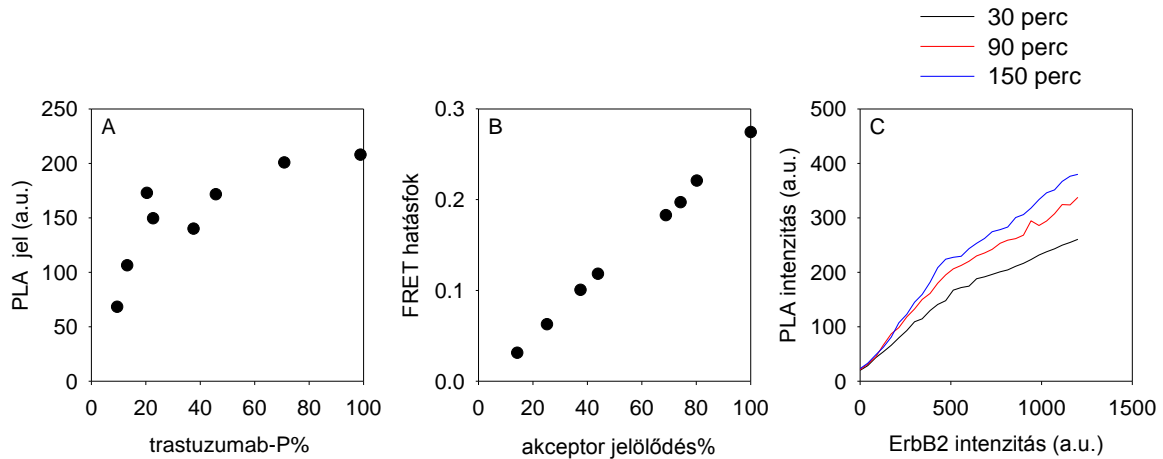 30 perc
90 perc
150 perc
A
250
200
150
100
50
0
PLA jel (a.u.)
0 20 40 60 80 100
trastuzumab-P%
B
0.3
0.2
0.1
0.0
FRET hatásfok
0 20 40 60 80 100
akceptor jelölődés%
C
500
400
300
200
100
0
PLA intenzitás (a.u.)
0 500 1000 1500
ErbB2 intenzitás (a.u.)